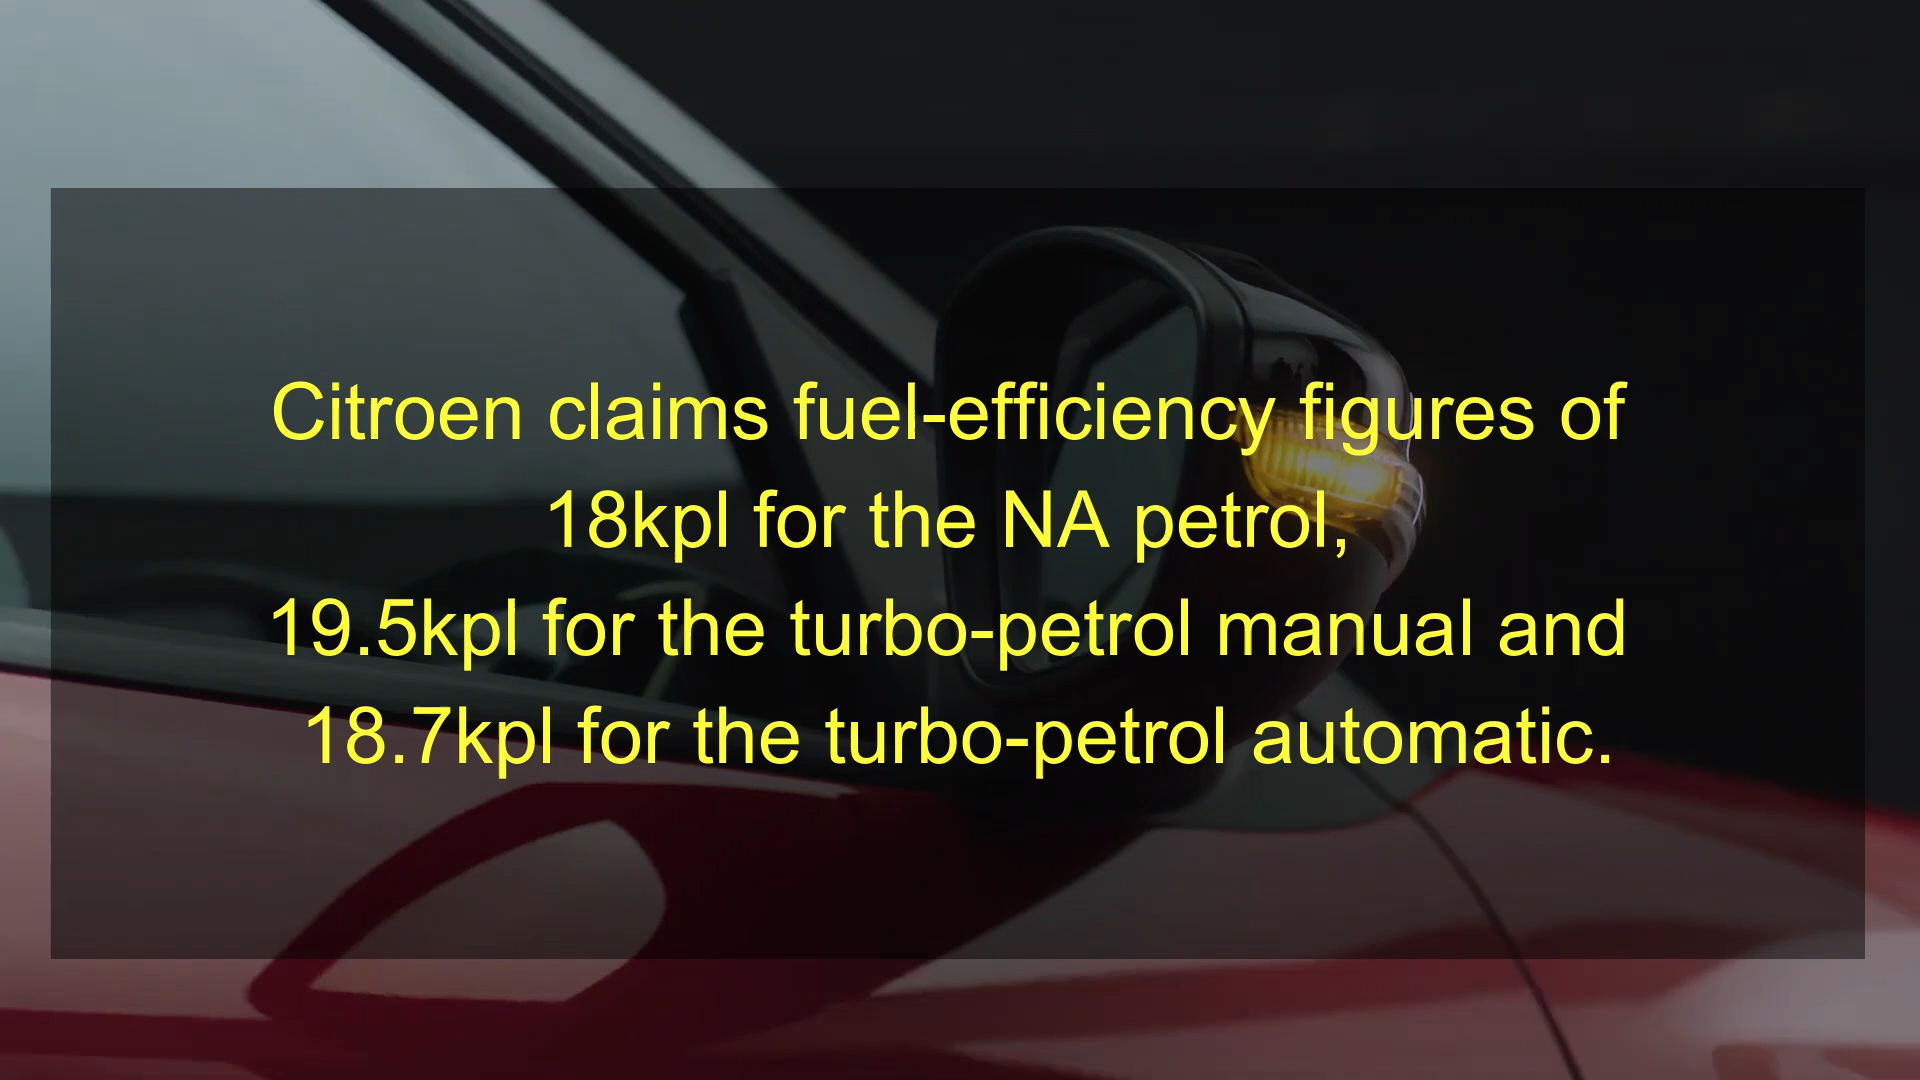 Citroen claims fuel-efficiency figures of
18kpl for the NA petrol,
19.5kpl for the turbo-petrol manual and
18.7kpl for the turbo-petrol automatic.